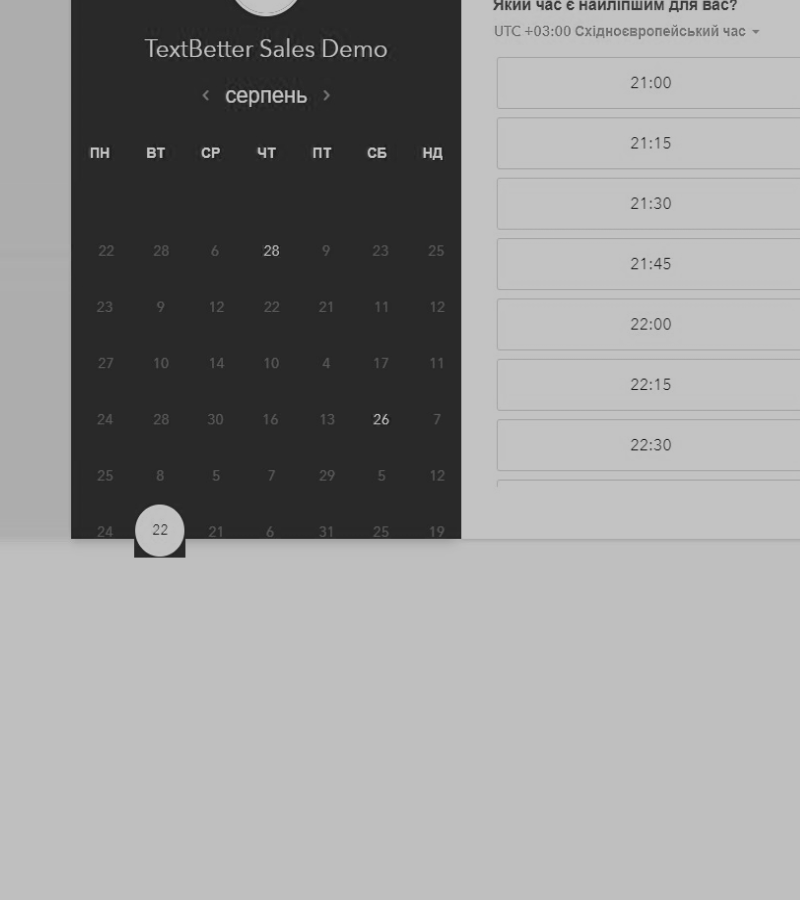 TextBetter Sales Demo
серпень
ПН ВТ СР ЧТ ПТ СБ НД
22 28 6 28 9 23 25
23 9 12 22 21 11 12
27 10 14 10 4 17 11
24 28 30 16 13 26 7
25 8 5 7 29 5 12
24 22 21 6 31 25 19
Який час є найліпшим для вас?
UTC +03:00 Східноєвропейський час
21:00
21:15
21:30
21:45
22:00
22:15
22:30